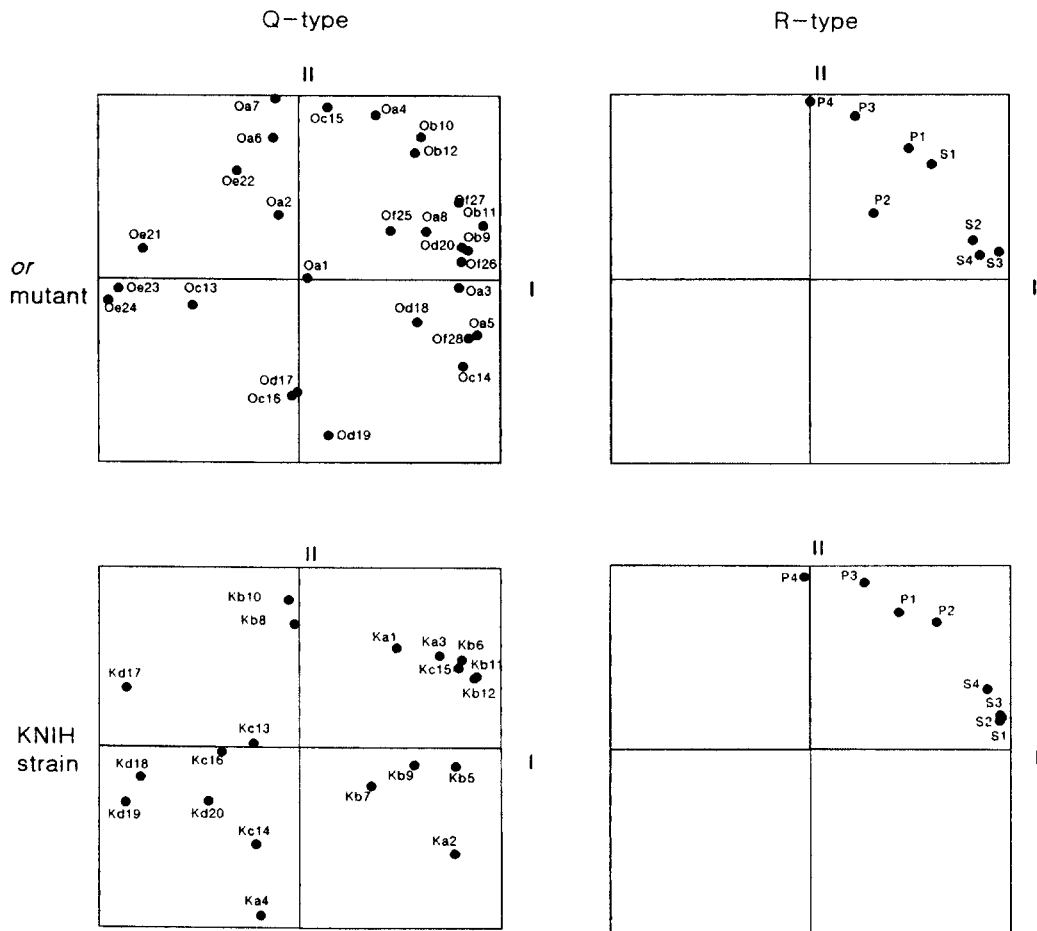 Q-type
R-type
II
II
Oa7
Oc15
Oa4
Oa6
Ob10
Ob12
Oe22
Oa2
Of27
Of25
Oa8
Ob11
Oe21
Od20
Ob9
Oa1
Of26
or
mutant
I
Oe23
Oc13
Oe24
Oa3
Od18
Oa5
Of28
Oc14
Od17
Oc16
Od19
P4
P3
P1
S1
P2
S2
S4
S3
I
II
II
Kb10
Kb8
Ka1
Ka3
Kb6
Kc15
Kb11
Kb12
Kd17
Kc13
KNIH
strain
I
Kc16
Kd18
Kb9
Kb5
Kb7
Kd19
Kd20
Kc14
Ka2
Ka4
P4
P3
P1
P2
S4
S3
S2
S1
I